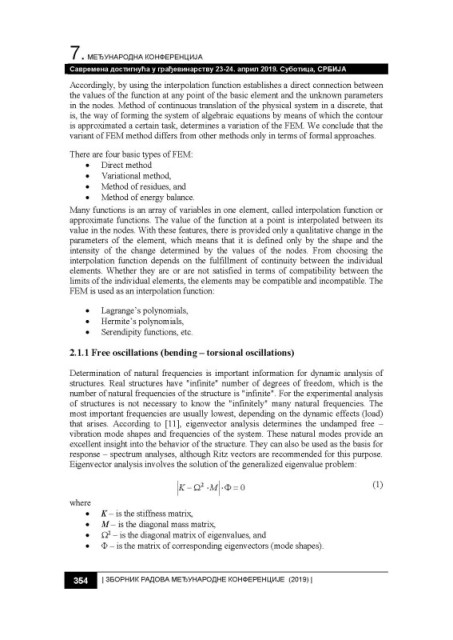 7. МЕЂУНАРОДНА КОНФЕРЕНЦИЈА
Савремена достигнућа у грађевинарству 23-24. април 2019. Суботица, СРБИЈА
Accordingly, by using the interpolation function establishes a direct connection between
the values of the function at any point of the basic element and the unknown parameters
in the nodes. Method of continuous translation of the physical system in a discrete, that
is, the way of forming the system of algebraic equations by means of which the contour
is approximated a certain task, determines a variation of the FEM. We conclude that the
variant of FEM method differs from other methods only in terms of formal approaches.
There are four basic types of FEM:
• Direct method
• Variational method,
• Method of residues, and
• Method of energy balance.
Many functions is an array of variables in one element, called interpolation function or
approximate functions. The value of the function at a point is interpolated between its
value in the nodes. With these features, there is provided only a qualitative change in the
parameters of the element, which means that it is defined only by the shape and the
intensity of the change determined by the values of the nodes. From choosing the
interpolation function depends on the fulfillment of continuity between the individual
elements. Whether they are or are not satisfied in terms of compatibility between the
limits of the individual elements, the elements may be compatible and incompatible. The
FEM is used as an interpolation function:
• Lagrange's polynomials,
• Hermite's polynomials,
• Serendipity functions, etc.
2.1.1 Free oscillations (bending – torsional oscillations)
Determination of natural frequencies is important information for dynamic analysis of
structures. Real structures have "infinite" number of degrees of freedom, which is the
number of natural frequencies of the structure is "infinite". For the experimental analysis
of structures is not necessary to know the "infinitely" many natural frequencies. The
most important frequencies are usually lowest, depending on the dynamic effects (load)
that arises. According to [11], eigenvector analysis determines the undamped free –
vibration mode shapes and frequencies of the system. These natural modes provide an
excellent insight into the behavior of the structure. They can also be used as the basis for
response – spectrum analyses, although Ritz vectors are recommended for this purpose.
Eigenvector analysis involves the solution of the generalized eigenvalue problem:
|K − Ω² ·M| ·Φ = 0 (1)
where
• K – is the stiffness matrix,
• M – is the diagonal mass matrix,
• Ω² – is the diagonal matrix of eigenvalues, and
• Φ – is the matrix of corresponding eigenvectors (mode shapes).
354 | ЗБОРНИК РАДОВА МЕЂУНАРОДНЕ КОНФЕРЕНЦИЈЕ (2019) |